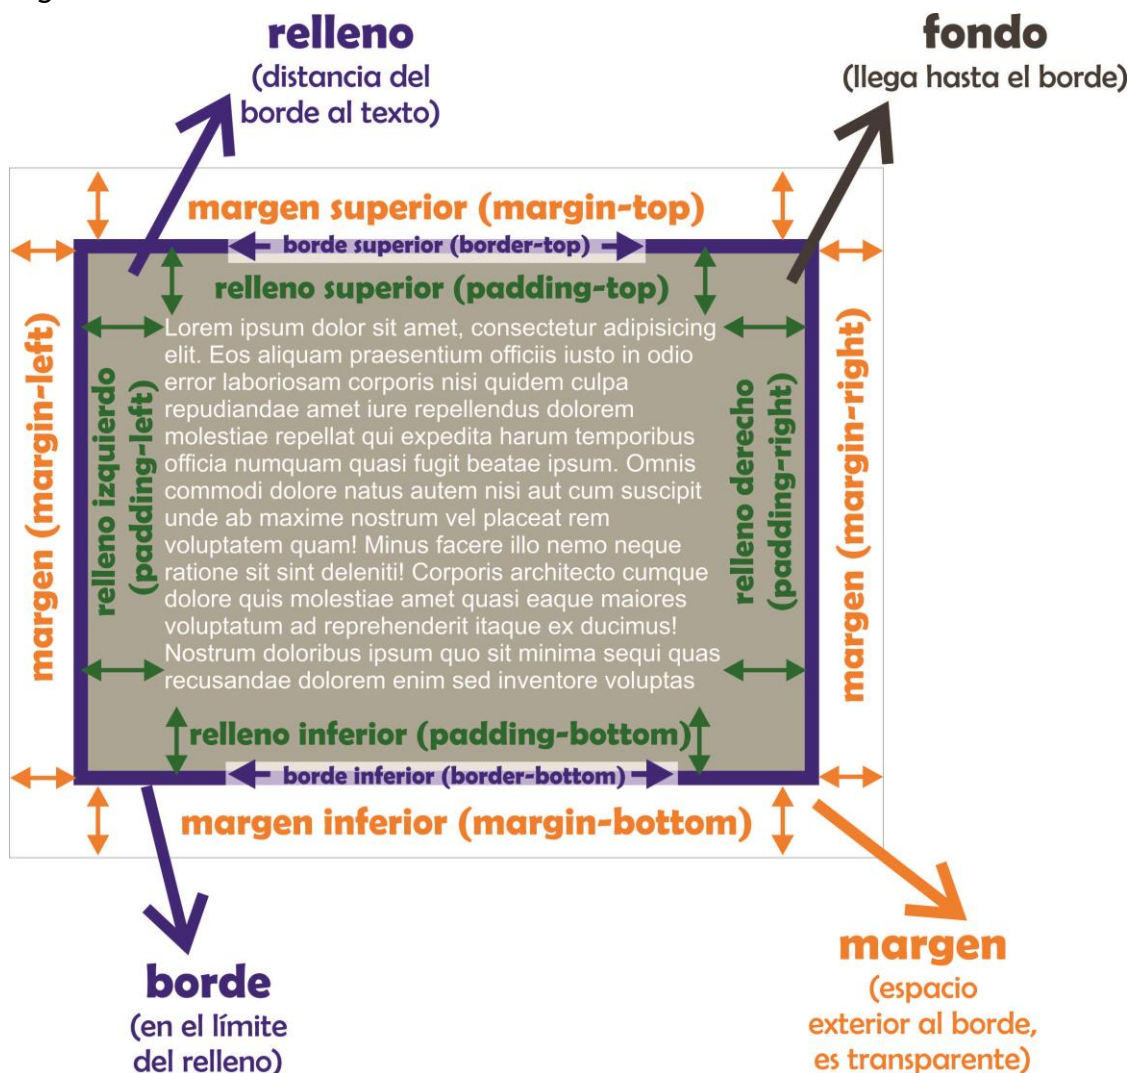 relleno
(distancia del
borde al texto)
fondo
(llega hasta el borde)
margen superior (margin-top)
borde superior (border-top)
relleno superior (padding-top)
margen (margin-left)
relleno izquierdo
(padding-left)
Lorem ipsum dolor sit amet, consectetur adipisicing
elit. Eos aliquam praesentium officiis iusto in odio
error laboriosam corporis nisi quidem culpa
repudiandae amet iure repellendus dolorem
molestiae repellat qui expedita harum temporibus
officia numquam quasi fugit beatae ipsum. Omnis
commodi dolore natus autem nisi aut cum suscipit
unde ab maxime nostrum vel placeat rem
voluptatem quam! Minus facere illo nemo neque
ratione sit sint deleniti! Corporis architecto cumque
dolore quis molestiae amet quasi eaque maiores
voluptatum ad reprehenderit itaque ex ducimus!
Nostrum doloribus ipsum quo sit minima sequi quas
recusandae dolorem enim sed inventore voluptas
relleno derecho
(padding-right)
margen (margin-right)
relleno inferior (padding-bottom)
borde inferior (border-bottom)
margen inferior (margin-bottom)
borde
(en el límite
del relleno)
margen
(espacio
exterior al borde,
es transparente)